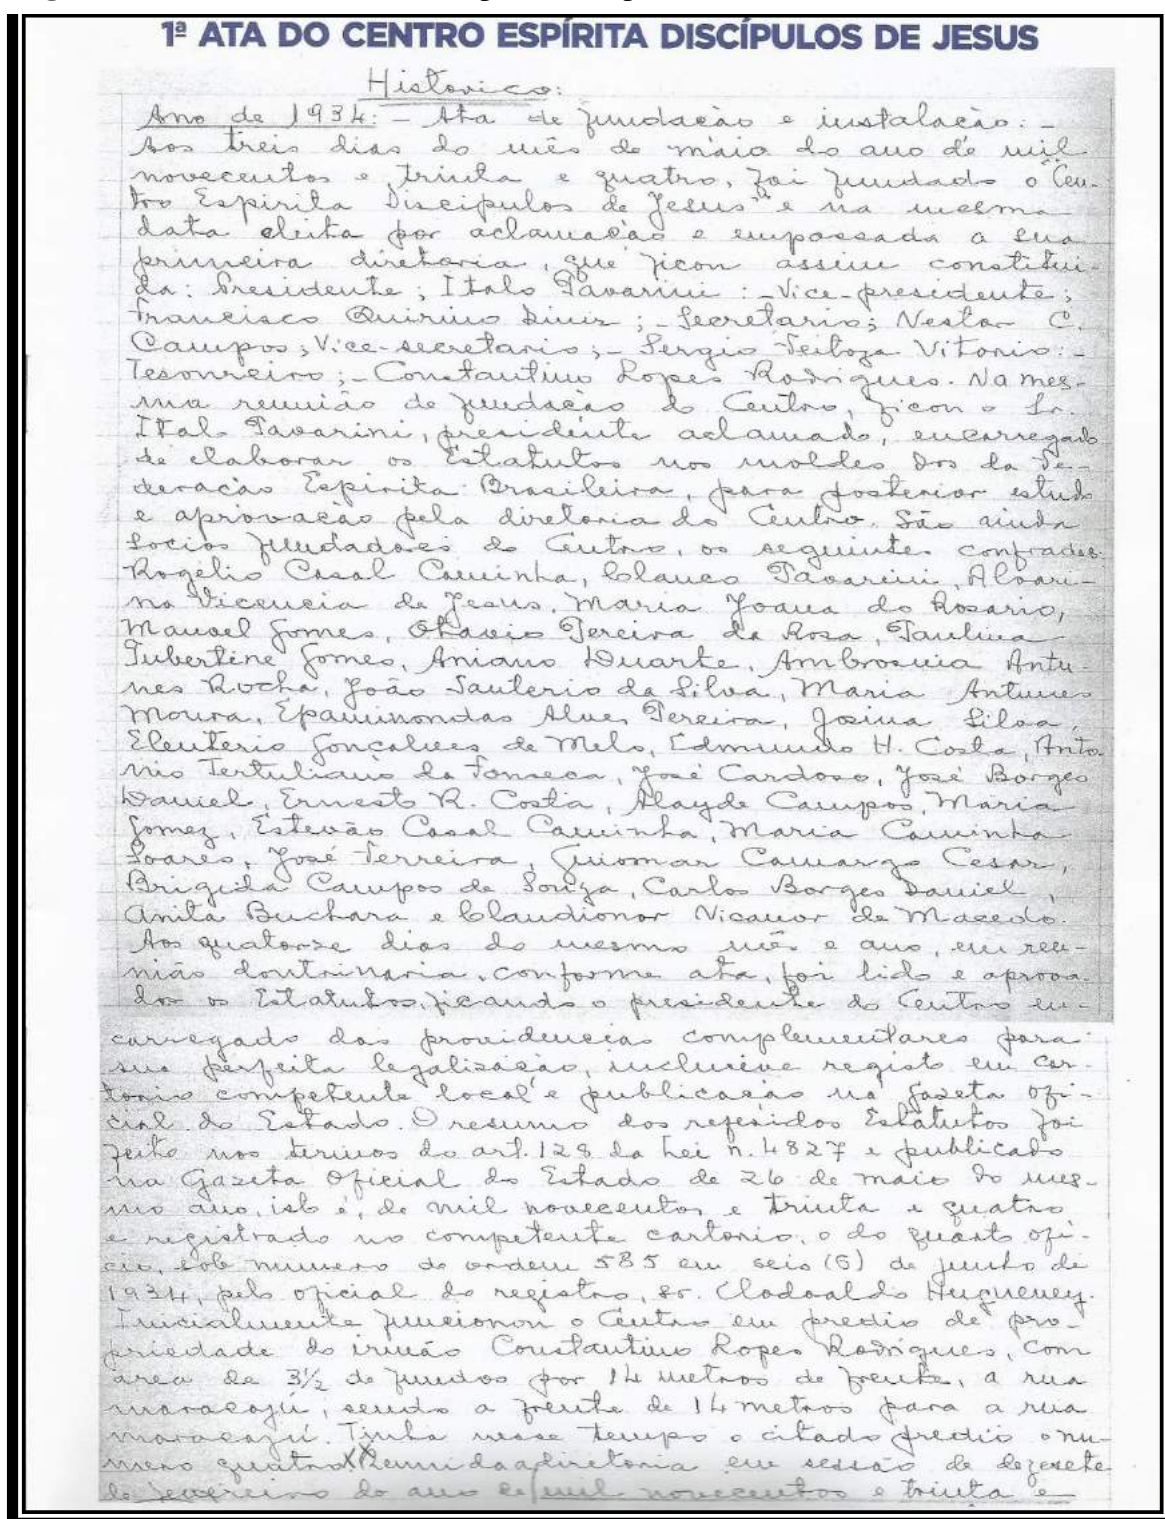 1ª ATA DO CENTRO ESPÍRITA DISCÍPULOS DE JESUS
Historico:
Ano de 1934: - Ata de fundação e instalação: -
Aos treis dias do mês de maio do ano de mil
novecentos e trinta e quatro, foi fundado o "Cen-
tro Espirita Discipulos de Jesus" e na mesma
data eleita por aclamação e empossada a sua
primeira diretoria, que ficou assim constitui-
da: Presidente; Italo Pavarini: - Vice-presidente;
Francisco Quirino Diniz; - Secretario; Nestor C.
Campos; Vice-secretario; - Sergio Feitoza Vitorio: -
Tesoureiro; - Constantino Lopes Rodrigues. Na mes-
ma reunião de fundação do Centro, ficou o Sr.
Italo Pavarini, presidente aclamado, encarregado
de elaborar os Estatutos nos moldes dos da Fe-
deração Espirita Brasileira, para posterior estudo
e aprovação pela diretoria do Centro. São ainda
socios fundadores do Centro, os seguintes confrades:
Rogelio Casal Caminha, Glauco Pavarini, Alvari-
na Vicencia de Jesus, Maria Joana do Rosario,
Manoel Gomes, Otavio Pereira da Rosa, Paulina
Tubertine Gomes, Aniano Duarte, Ambrosina Antu-
nes Rocha, João Santerio da Silva, Maria Antunes
Moura, Epaminondas Alves Pereira, Josina Silva,
Eleuterio Gonçalves de Melo, Edmundo H. Costa, Anto-
nio Tertuliano da Fonseca, José Cardoso, José Borges
Daniel, Ernesto R. Costa, Alayde Campos, Maria
Gomez, Estevão Casal Caminha, Maria Caminha
Soares, José Ferreira, Guiomar Camargo Cesar,
Brigida Campos de Souza, Carlos Borges Daniel,
Anita Buchara e Claudionor Nicanor de Macedo.
Aos quatorze dias do mesmo mês e ano, em reu-
nião doutrinaria, conforme ata, foi lido e aprova-
dos os Estatutos, ficando o presidente do Centro en-
carregado das providencias complementares para
sua perfeita legalização, inclusive registo em car-
torio competente local e publicação na Gazeta Ofi-
cial do Estado. O resumo dos referidos Estatutos foi
feito nos termos do art. 128 da Lei n. 4827 e publicado
na Gazeta Oficial do Estado de 26 de maio do mes-
mo ano, isto é, de mil novecentos e trinta e quatro
e registrado no competente cartorio, o do quarto ofi-
cio, sob numero de ordem 585 em seis (6) de junho de
1934, pelo oficial do registro, sr. Clodoaldo Hugueney.
Inicialmente funcionou o Centro em predio de pro-
priedade do irmão Constantino Lopes Rodrigues, com
area de 3½ de fundos por 14 metros de frente, a rua
maracajú, sendo a frente de 14 metros para a rua
maracajú. Tinha nesse tempo o citado predio o nu-
mero quatro. XX Reunida a diretoria em sessão de dezesete
de fevereiro do ano de mil novecentos e trinta e